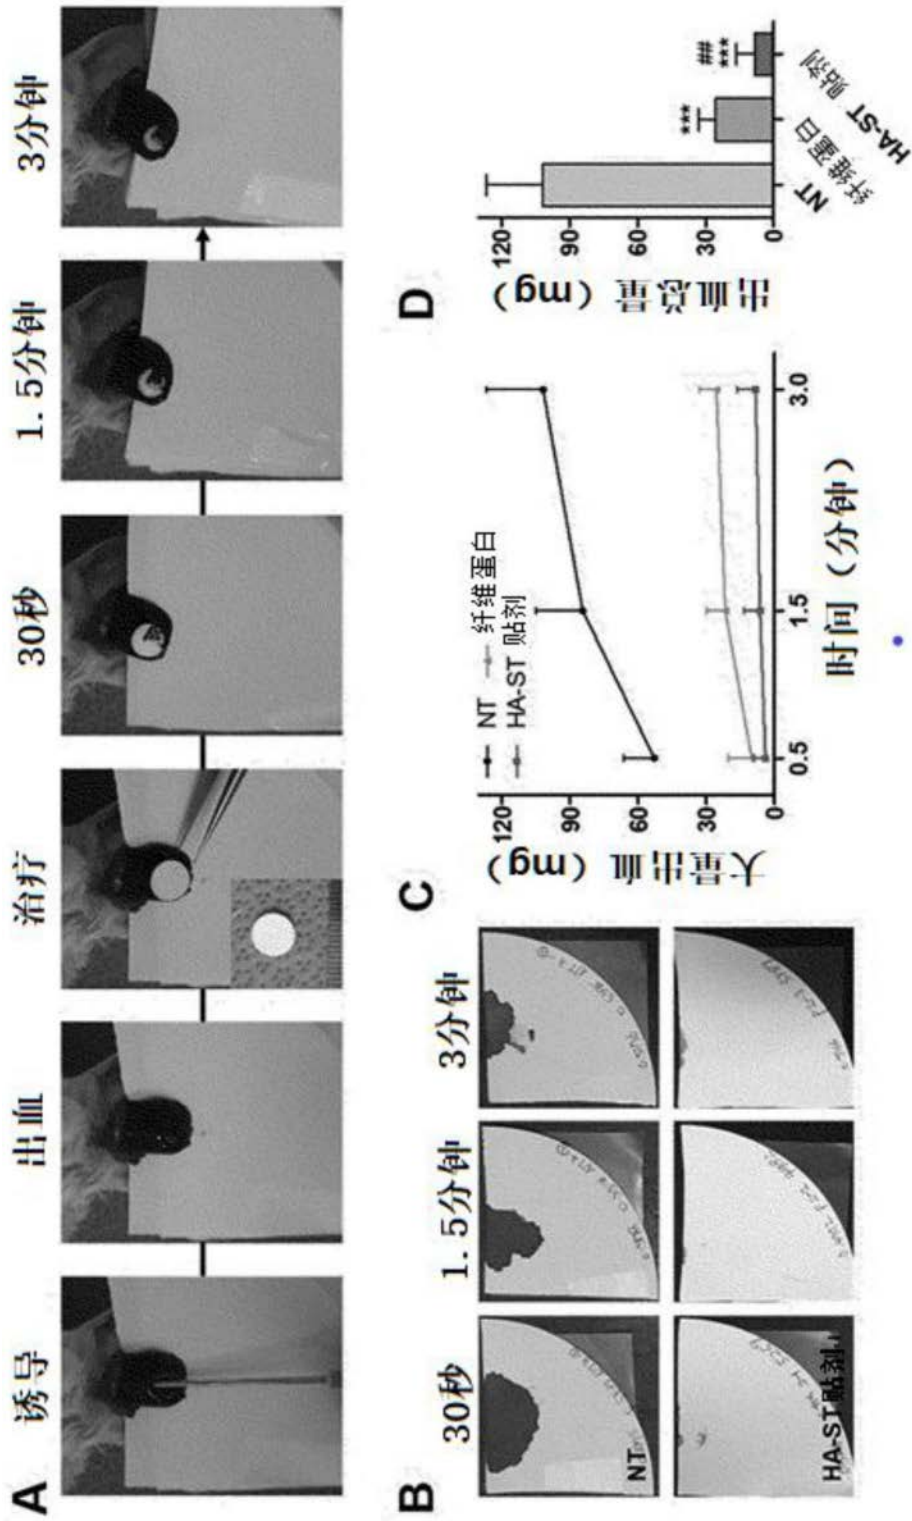 A
诱导
出血
治疗
30秒
1.5分钟
3分钟
B
30秒
1.5分钟
3分钟
NT
HA-ST贴剂
C
大量出血 (mg)
120
90
60
30
0
NT
纤维蛋白
HA-ST 贴剂
0.5
1.5
3.0
时间 (分钟)
D
出血总量 (mg)
120
90
60
30
0
***
##
***
NT
纤维蛋白
HA-ST 贴剂